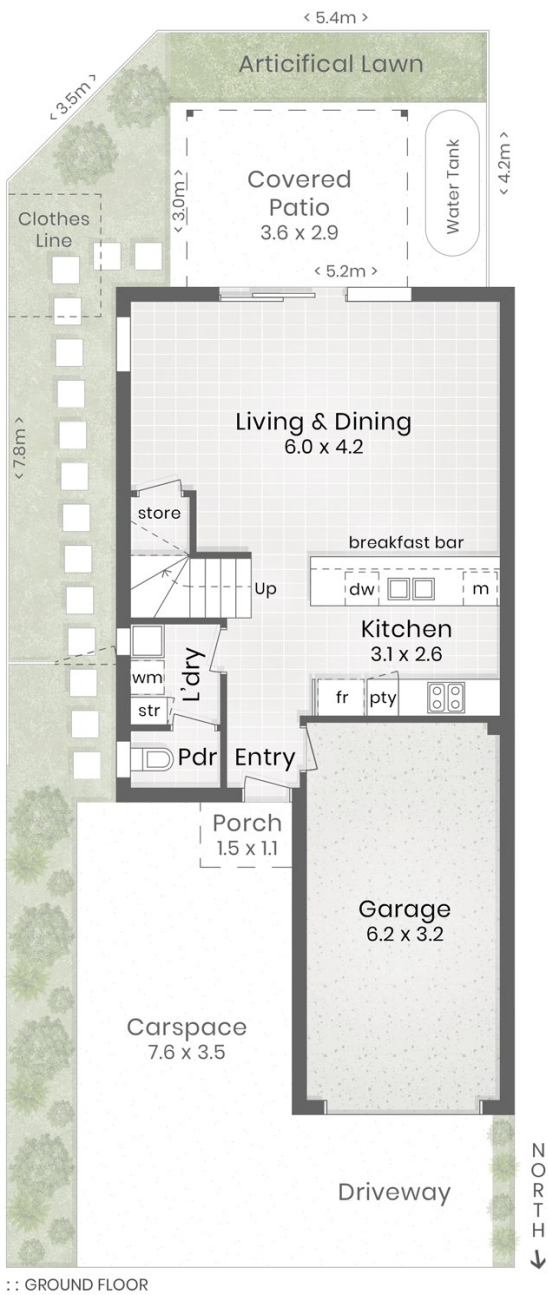 < 5.4m >
Articifical Lawn
< 3.5m >
< 4.2m >
Water Tank
< 3.0m >
Covered
Patio
3.6 x 2.9
Clothes
Line
< 5.2m >
Living & Dining
6.0 x 4.2
< 7.8m >
store
breakfast bar
Up
dw
m
Kitchen
3.1 x 2.6
L'dry
wm
str
fr
pty
Pdr
Entry
Porch
1.5 x 1.1
Garage
6.2 x 3.2
Carspace
7.6 x 3.5
Driveway
NORTH
:: GROUND FLOOR